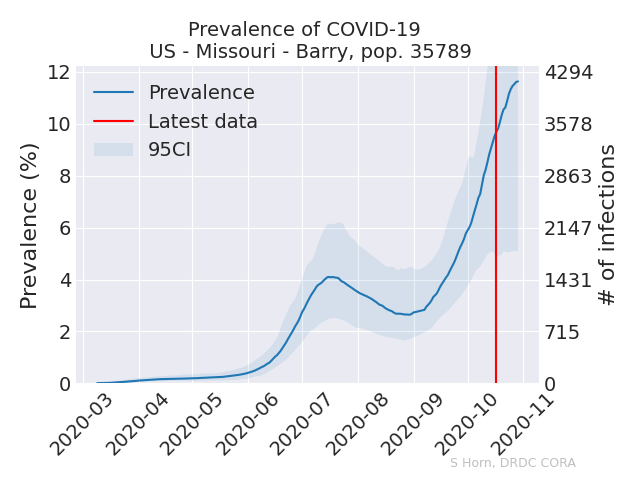 Prevalence of COVID-19
US - Missouri - Barry, pop. 35789
Prevalence
Latest data
95CI
Prevalence (%)
12
10
8
6
4
2
0
4294
3578
2863
2147
1431
715
0
# of infections
2020-03
2020-04
2020-05
2020-06
2020-07
2020-08
2020-09
2020-10
2020-11
S Horn, DRDC CORA